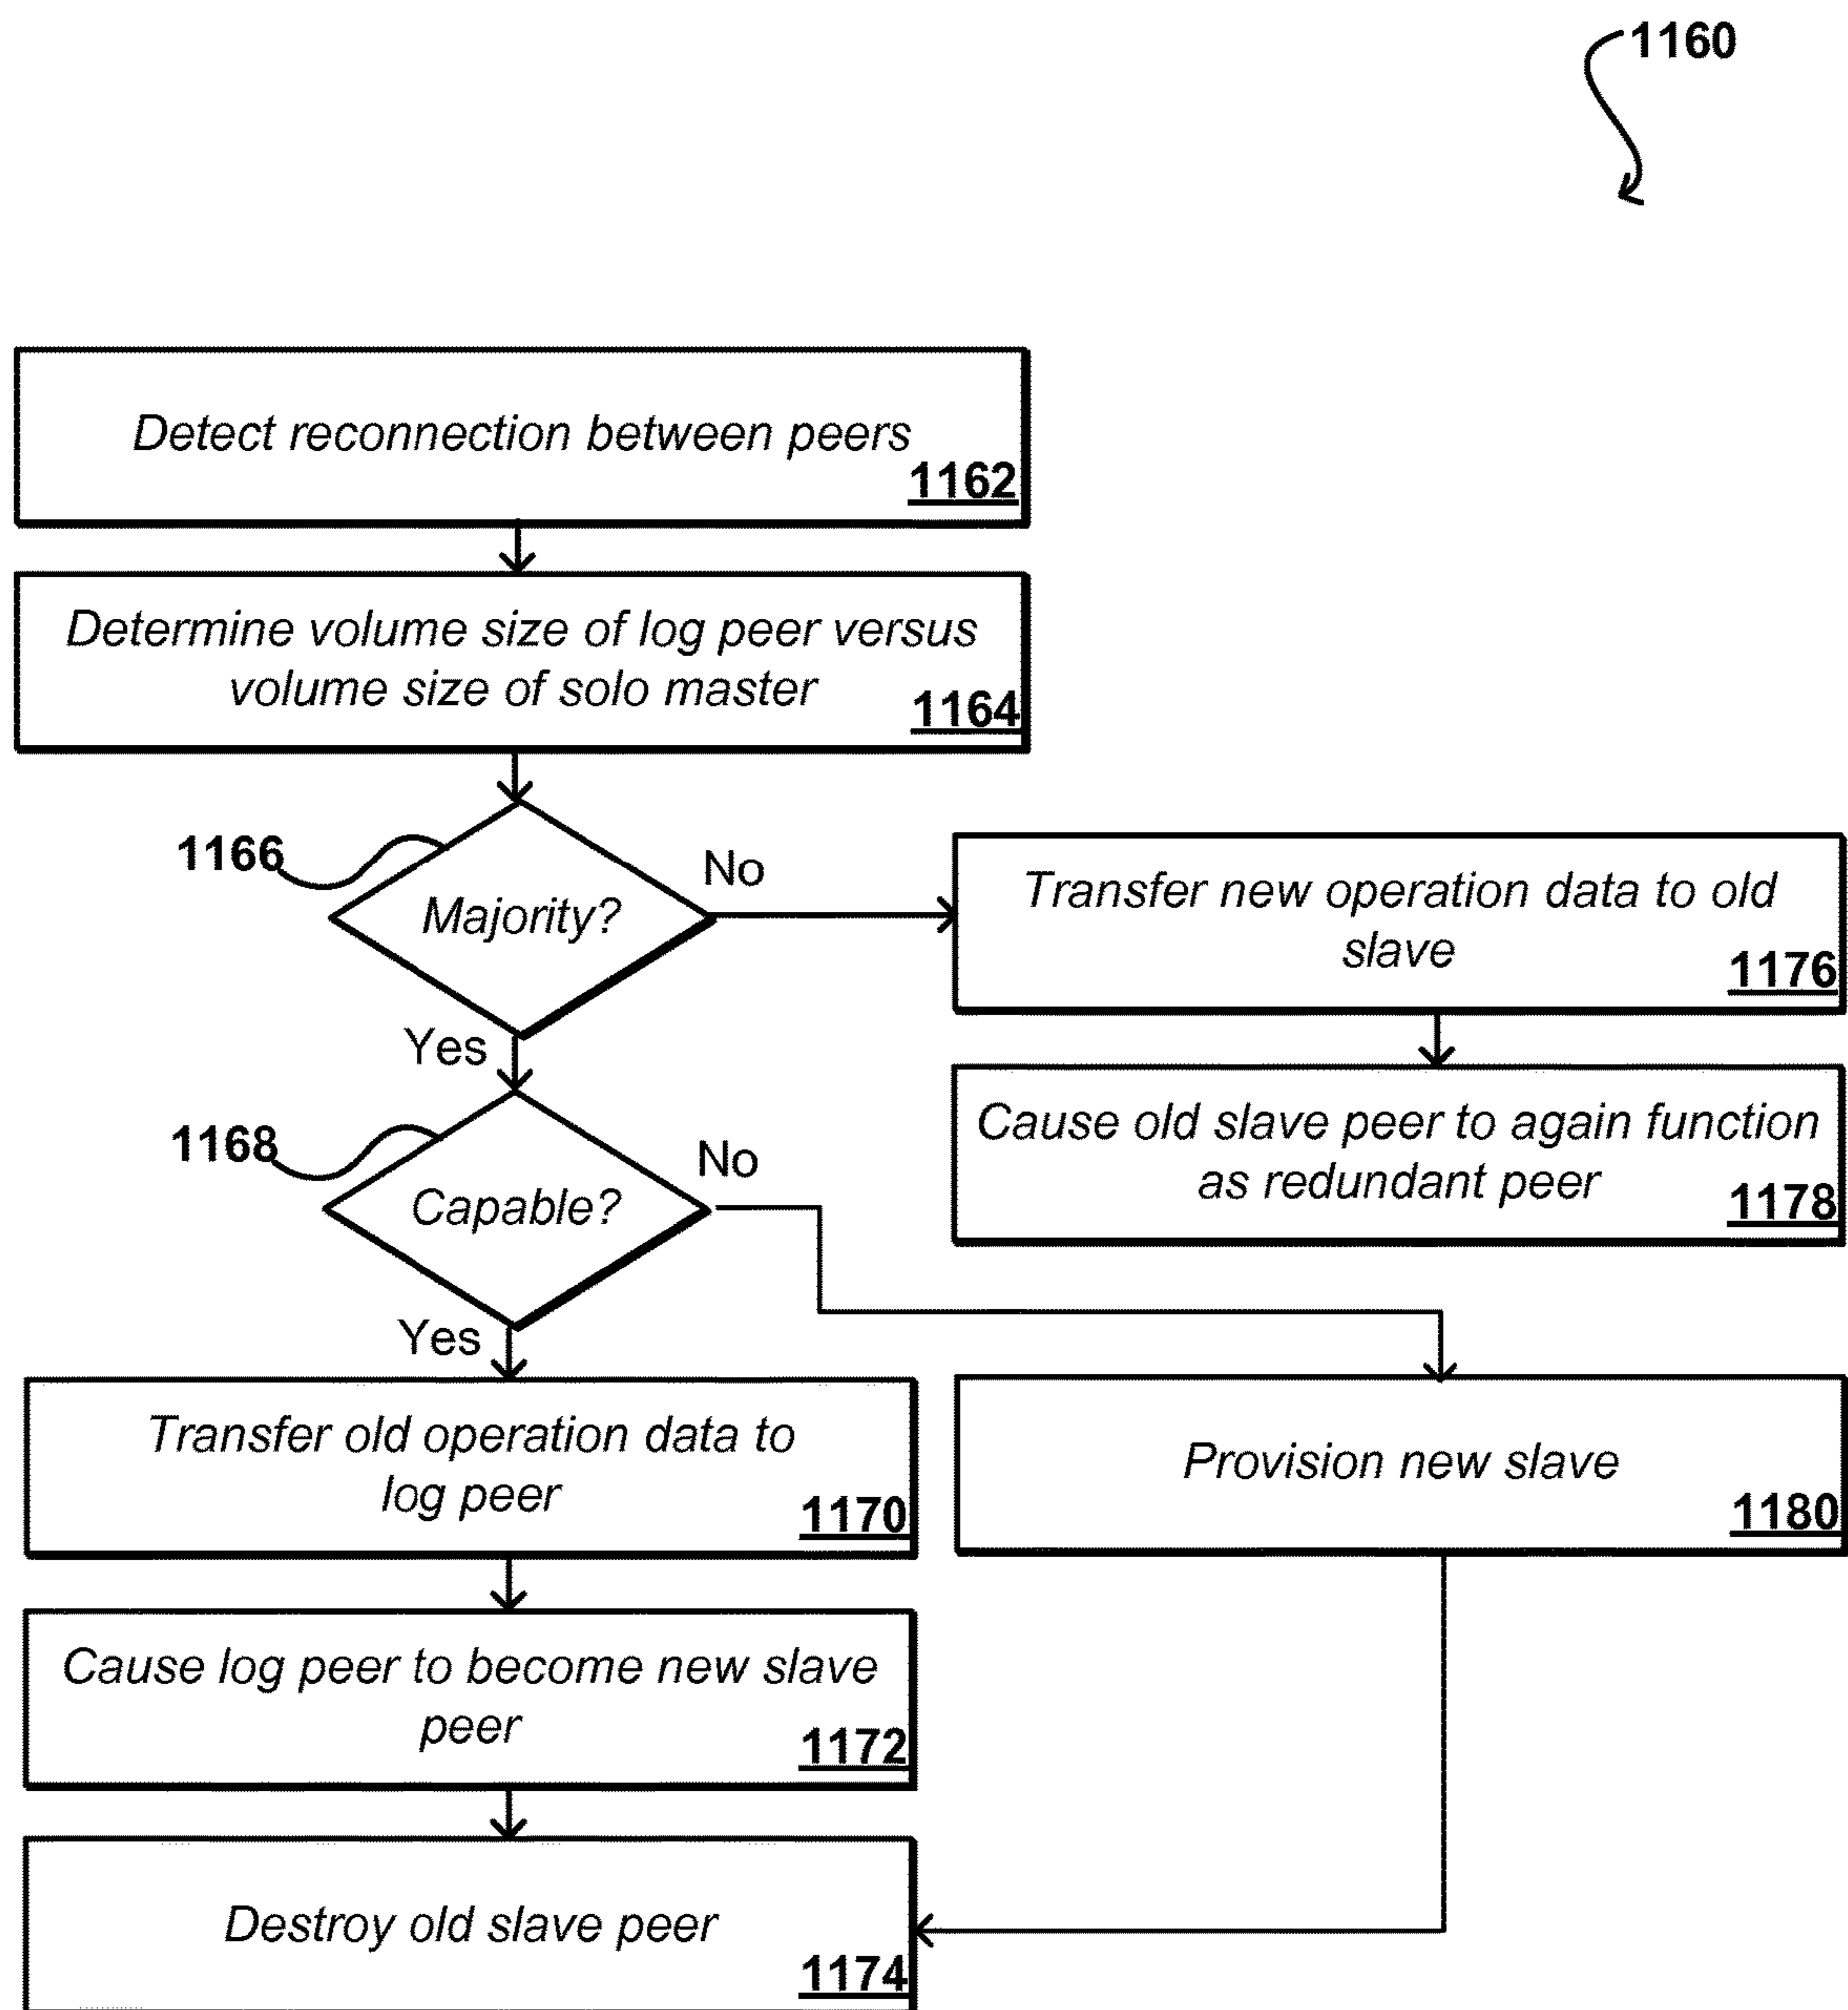 1160
Detect reconnection between peers
1162
Determine volume size of log peer versus
volume size of solo master
1164
1166
Majority?
No
Yes
Transfer new operation data to old
slave
1176
Cause old slave peer to again function
as redundant peer
1178
1168
Capable?
No
Yes
Transfer old operation data to
log peer
1170
Provision new slave
1180
Cause log peer to become new slave
peer
1172
Destroy old slave peer
1174